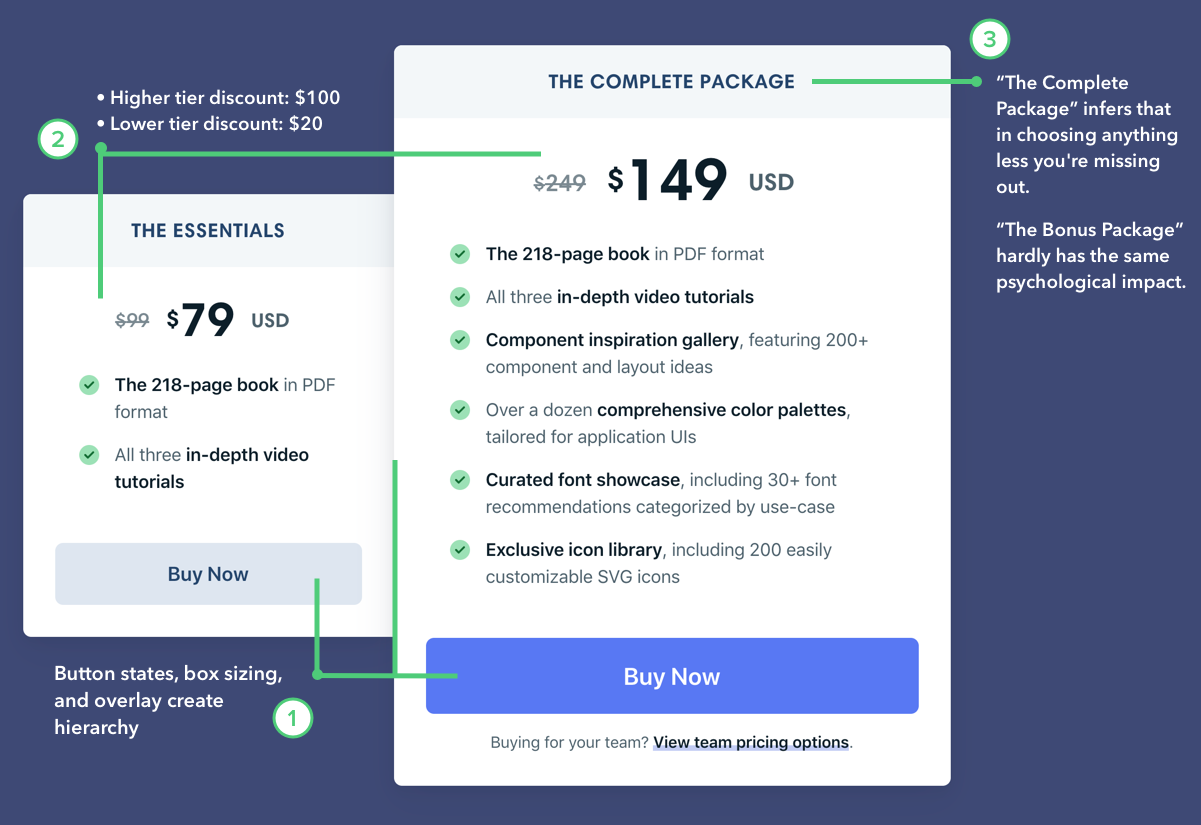 • Higher tier discount: $100
• Lower tier discount: $20
2
THE ESSENTIALS
$99 $79 USD
The 218-page book in PDF
format
All three in-depth video
tutorials
Buy Now
Button states, box sizing,
and overlay create
hierarchy
1
THE COMPLETE PACKAGE
$249 $149 USD
The 218-page book in PDF format
All three in-depth video tutorials
Component inspiration gallery, featuring 200+
component and layout ideas
Over a dozen comprehensive color palettes,
tailored for application UIs
Curated font showcase, including 30+ font
recommendations categorized by use-case
Exclusive icon library, including 200 easily
customizable SVG icons
Buy Now
Buying for your team? View team pricing options.
3
“The Complete
Package” infers that
in choosing anything
less you're missing
out.
“The Bonus Package”
hardly has the same
psychological impact.